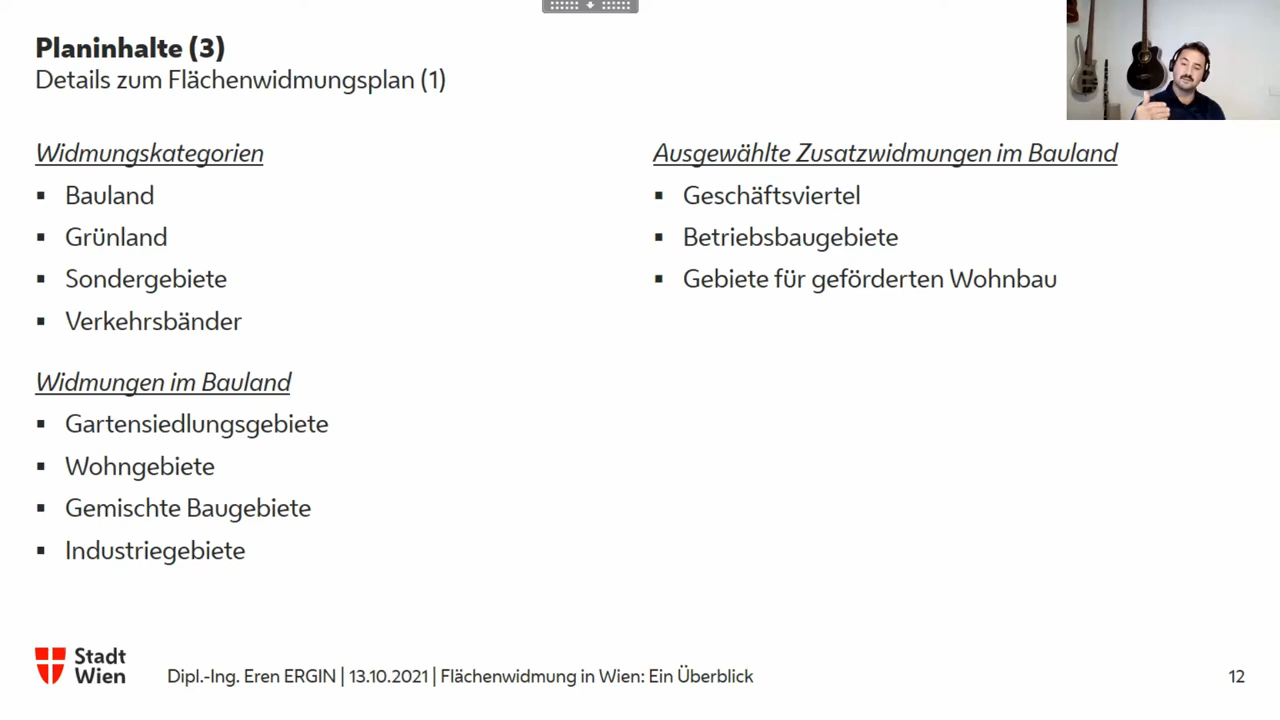 Planinhalte (3)
Details zum Flächenwidmungsplan (1)
Widmungskategorien
▪ Bauland
▪ Grünland
▪ Sondergebiete
▪ Verkehrsbänder
Widmungen im Bauland
▪ Gartensiedlungsgebiete
▪ Wohngebiete
▪ Gemischte Baugebiete
▪ Industriegebiete
Ausgewählte Zusatzwidmungen im Bauland
▪ Geschäftsviertel
▪ Betriebsbaugebiete
▪ Gebiete für geförderten Wohnbau
Stadt
Wien
Dipl.-Ing. Eren ERGIN | 13.10.2021 | Flächenwidmung in Wien: Ein Überblick
12